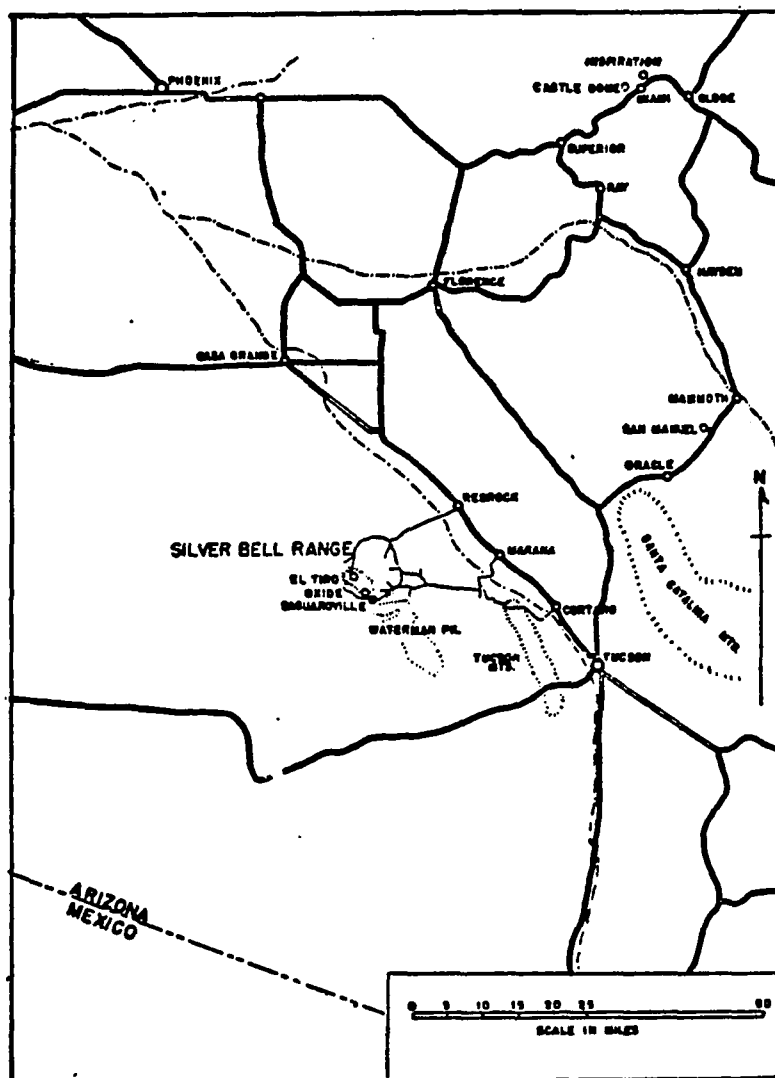 PHOENIX
INSPIRATION
CASTLE DOME
MIAMI
GLOBE
SUPERIOR
RAY
FLORENCE
HAYDEN
CASA GRANDE
MAMMOTH
SAN MANUEL
ORACLE
N
REDROCK
SILVER BELL RANGE
MARANA
EL TIRO
OXIDE
SAGUAROVILLE
CORTARO
WATERMAN PK.
TUCSON
MTS.
TUCSON
SANTA CATALINA MTS.
ARIZONA
MEXICO
0 5 10 15 20 25 50
SCALE IN MILES